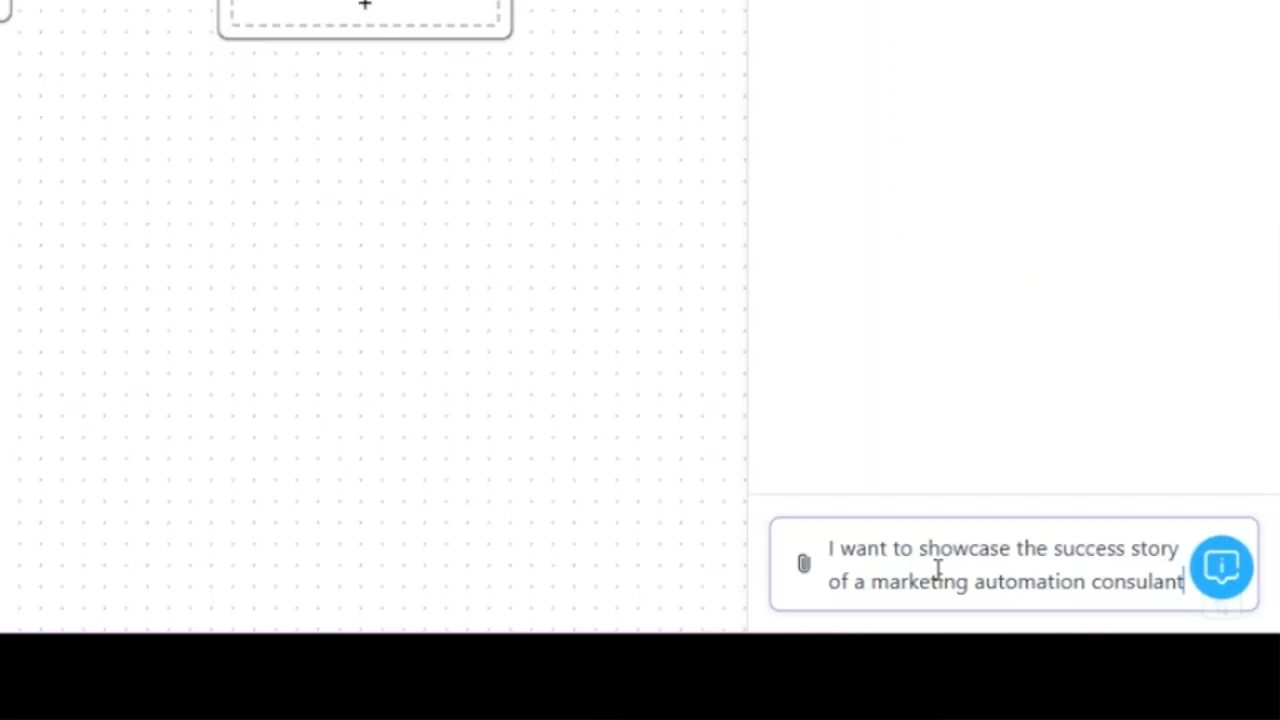 +
I want to showcase the success story
of a marketing automation consulant